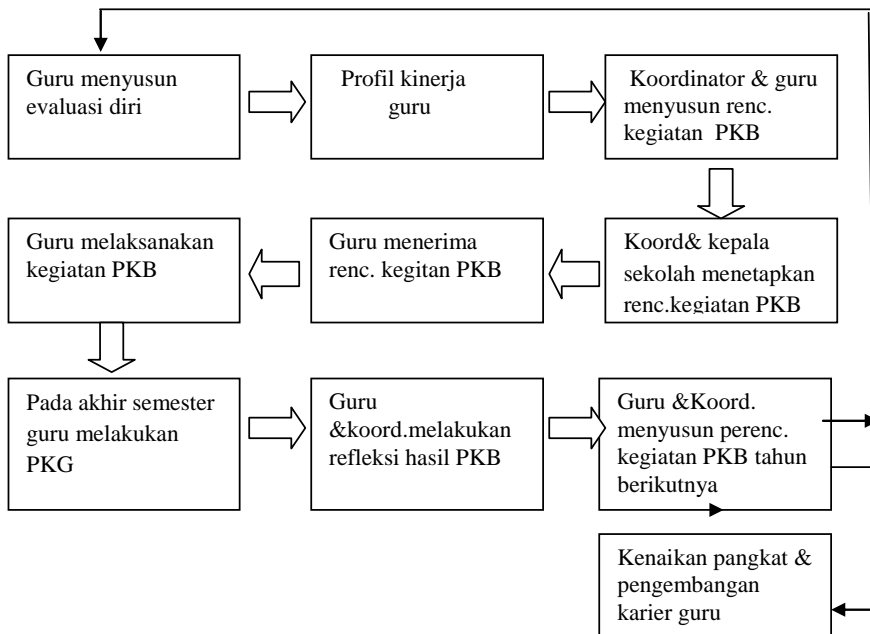 Guru menyusun
evaluasi diri
Profil kinerja
guru
Koordinator & guru
menyusun renc.
kegiatan PKB
Koord& kepala
sekolah menetapkan
renc.kegiatan PKB
Guru menerima
renc. kegitan PKB
Guru melaksanakan
kegiatan PKB
Pada akhir semester
guru melakukan
PKG
Guru
&koord.melakukan
refleksi hasil PKB
Guru &Koord.
menyusun perenc.
kegiatan PKB tahun
berikutnya
Kenaikan pangkat &
pengembangan
karier guru